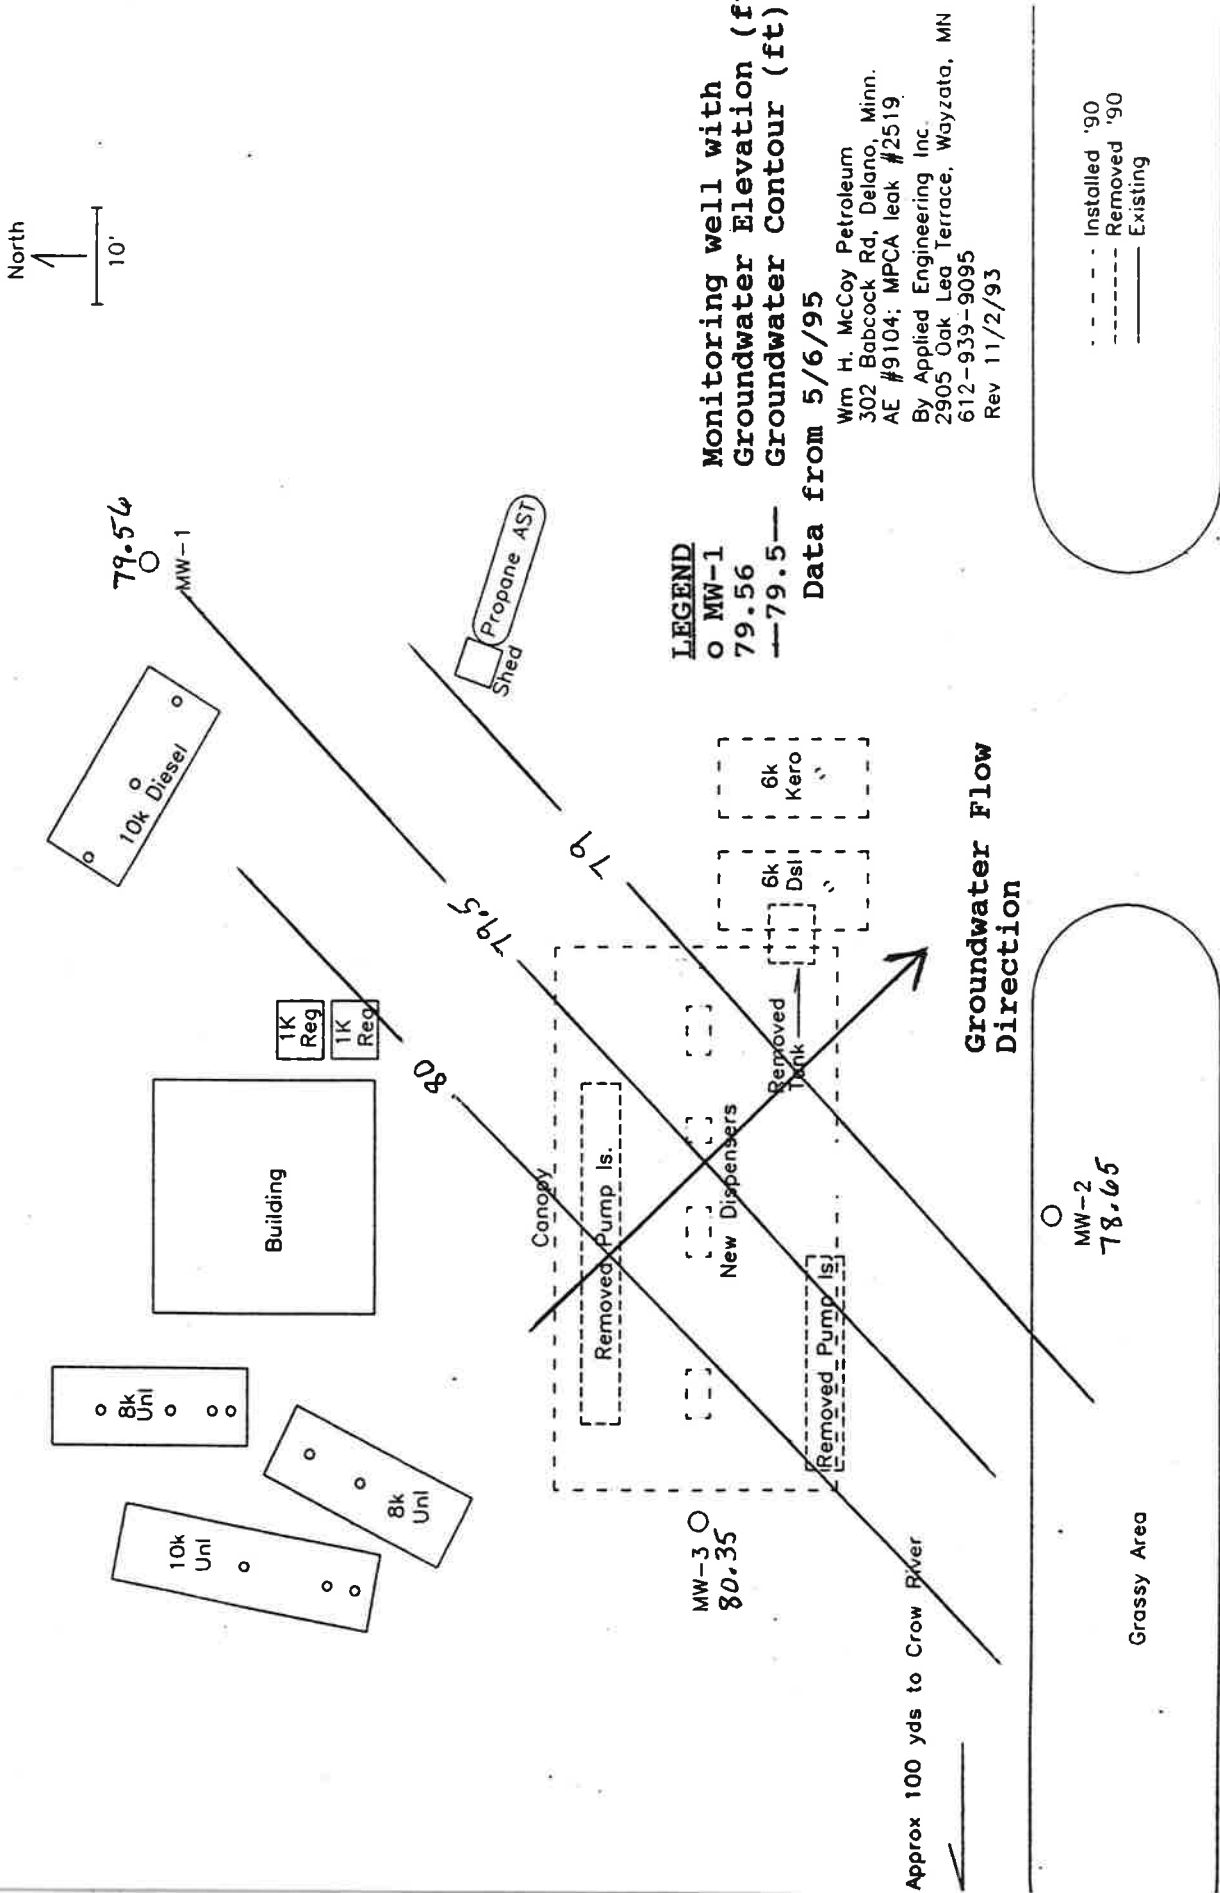 North
10'
79.56
MW-1
10k Diesel
Propane AST
Shed
1K
Reg
1K
Reg
Building
8k
Unl
8k
Unl
10k
Unl
80
79.5
79
Canopy
Removed Pump Is.
New Dispensers
Removed Pump Is.
Removed
Tank
6k
Dsl
"
6k
Kero
"
MW-3
80.35
MW-2
78.65
Groundwater Flow
Direction
Approx 100 yds to Crow River
Grassy Area
LEGEND
O MW-1 Monitoring well with
79.56 Groundwater Elevation (f
—79.5— Groundwater Contour (ft)
Data from 5/6/95
Wm H. McCoy Petroleum
302 Babcock Rd, Delano, Minn.
AE #9104; MPCA leak #2519
By Applied Engineering Inc.
2905 Oak Lea Terrace, Wayzata, MN
612-939-9095
Rev 11/2/93
Installed '90
Removed '90
Existing